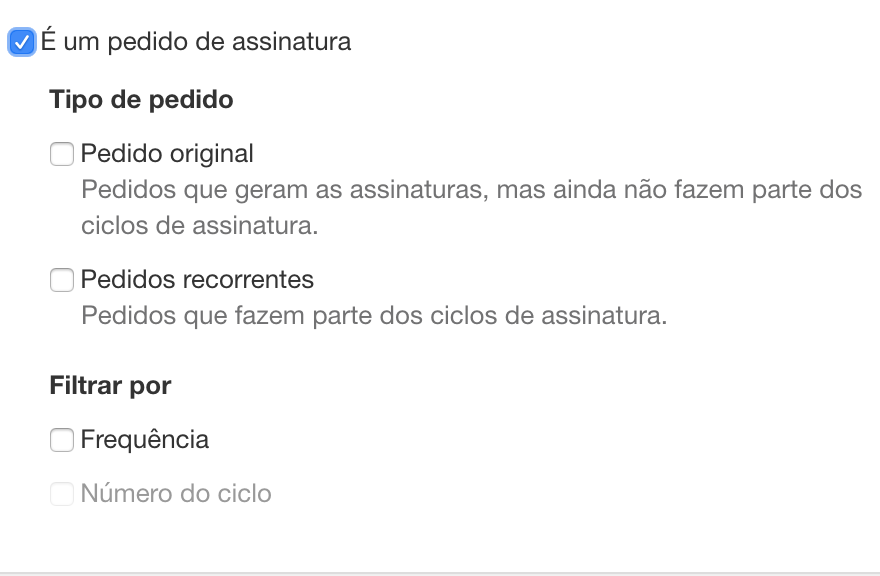 É um pedido de assinatura
Tipo de pedido
Pedido original
Pedidos que geram as assinaturas, mas ainda não fazem parte dos
ciclos de assinatura.
Pedidos recorrentes
Pedidos que fazem parte dos ciclos de assinatura.
Filtrar por
Frequência
Número do ciclo